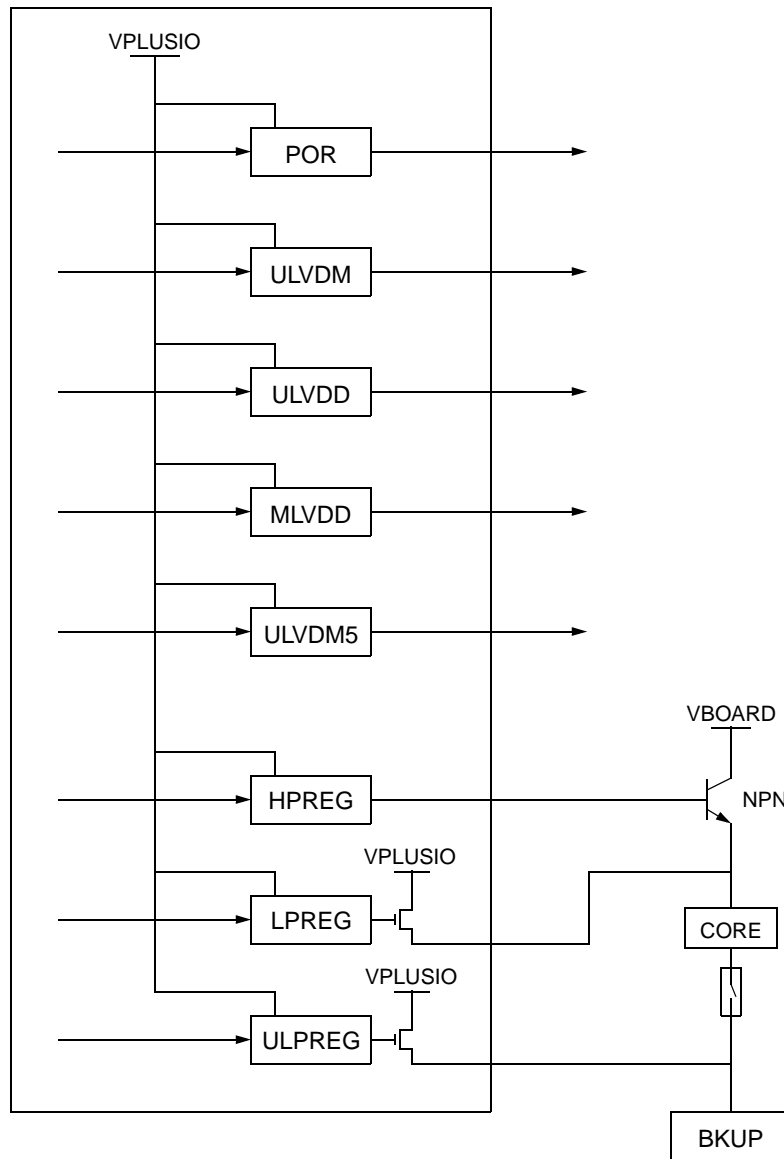 VPLUSIO
POR
ULVDM
ULVDD
MLVDD
ULVDM5
VBOARD
HPREG
NPN
VPLUSIO
LPREG
CORE
VPLUSIO
ULPREG
BKUP